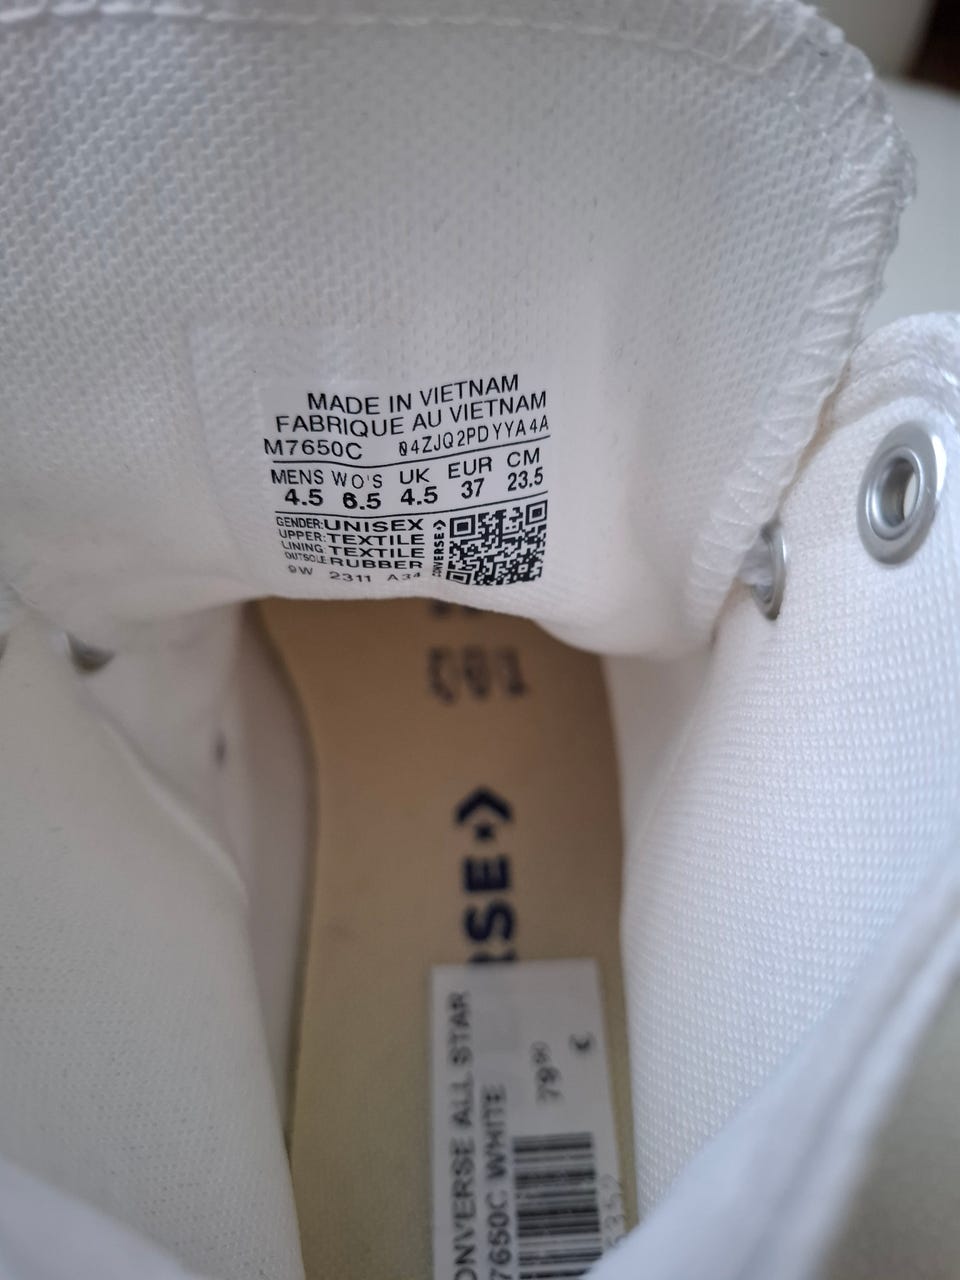 MADE IN VIETNAM
FABRIQUE AU VIETNAM
M7650C 04ZJQ2PDYYA4A
MENS WO'S UK EUR CM
4.5 6.5 4.5 37 23.5
GENDER: UNISEX
UPPER: TEXTILE
LINING: TEXTILE
OUTSOLE RUBBER
9W 2311 A34
CONVERSE
RSE
ONVERSE ALL STAR
7650C WHITE
€